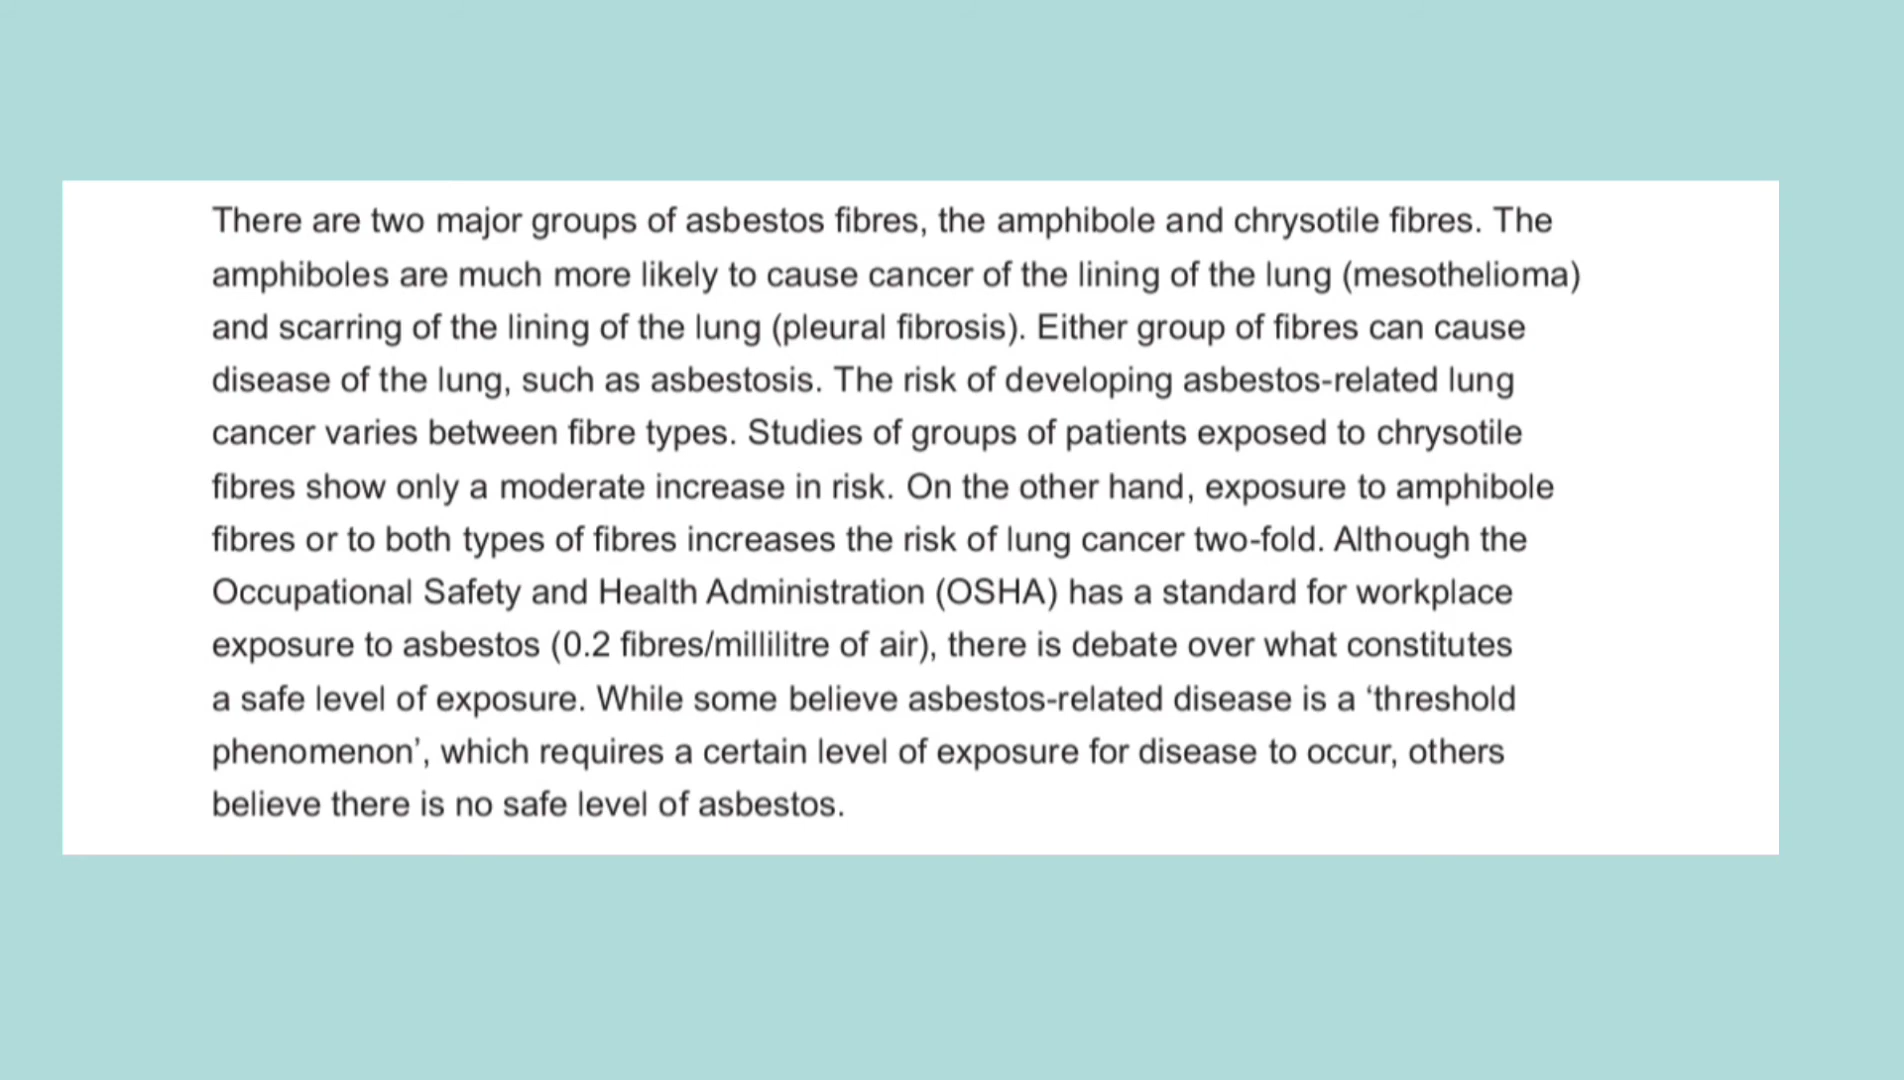 There are two major groups of asbestos fibres, the amphibole and chrysotile fibres. The
amphiboles are much more likely to cause cancer of the lining of the lung (mesothelioma)
and scarring of the lining of the lung (pleural fibrosis). Either group of fibres can cause
disease of the lung, such as asbestosis. The risk of developing asbestos-related lung
cancer varies between fibre types. Studies of groups of patients exposed to chrysotile
fibres show only a moderate increase in risk. On the other hand, exposure to amphibole
fibres or to both types of fibres increases the risk of lung cancer two-fold. Although the
Occupational Safety and Health Administration (OSHA) has a standard for workplace
exposure to asbestos (0.2 fibres/millilitre of air), there is debate over what constitutes
a safe level of exposure. While some believe asbestos-related disease is a ‘threshold
phenomenon’, which requires a certain level of exposure for disease to occur, others
believe there is no safe level of asbestos.